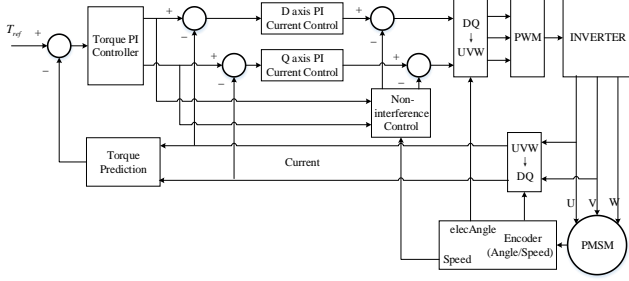 T_ref
+
−
Torque PI
Controller
+
−
D axis PI
Current Control
+
−
+
−
Q axis PI
Current Control
+
−
DQ
↓
UVW
PWM
INVERTER
Non-
interference
Control
Torque
Prediction
Current
UVW
↓
DQ
U
V
W
elecAngle
Encoder
(Angle/Speed)
Speed
PMSM